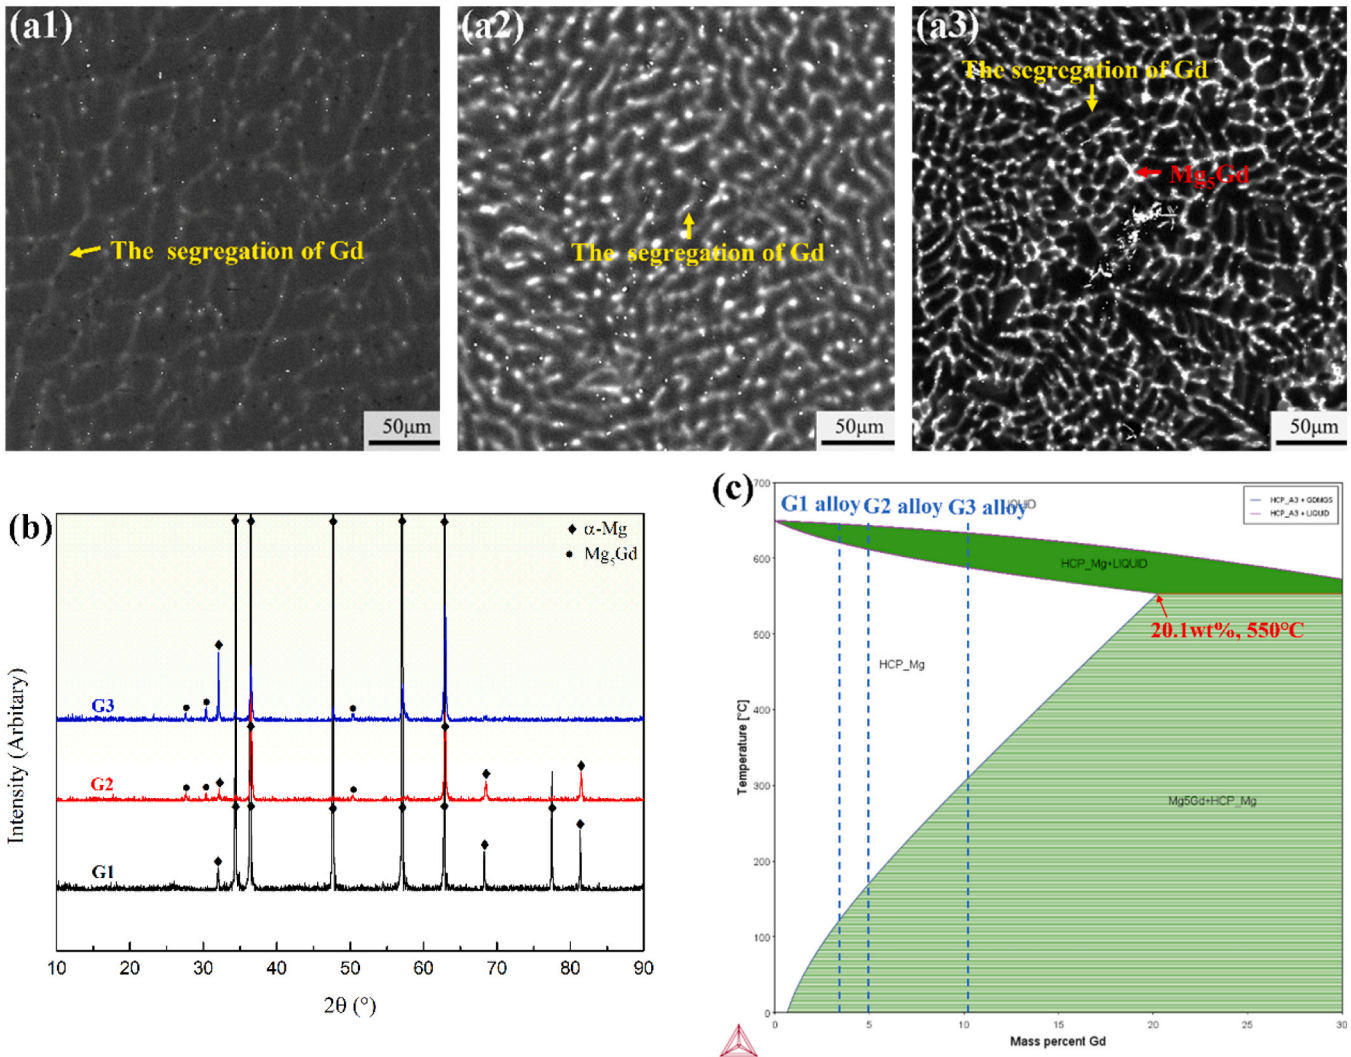 (a1)
The segregation of Gd
50μm
(a2)
The segregation of Gd
50μm
(a3)
The segregation of Gd
Mg₅Gd
50μm
(b)
α-Mg
Mg₅Gd
G3
G2
G1
Intensity (Arbitary)
10 20 30 40 50 60 70 80 90
2θ (°)
(c)
G1 alloy G2 alloy G3 alloy
HCP_A3 + GDMG5
HCP_A3 + LIQUID
HCP_Mg+LIQUID
20.1wt%, 550°C
HCP_Mg
Mg5Gd+HCP_Mg
Temperature [°C]
700
600
500
400
300
200
100
0
0 5 10 15 20 25 30
Mass percent Gd